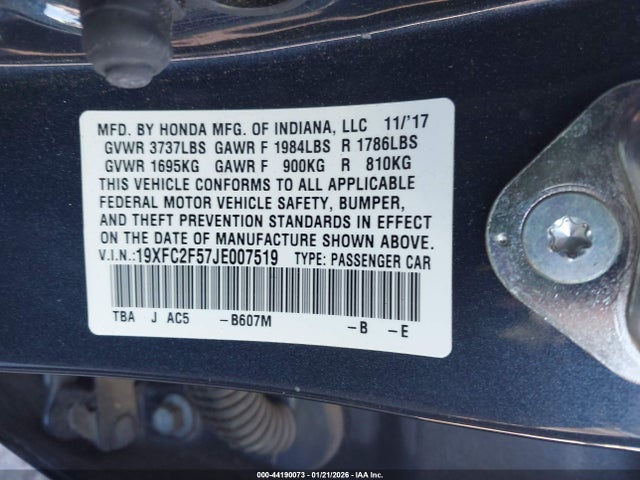 MFD. BY HONDA MFG. OF INDIANA, LLC 11/'17
GVWR 3737LBS GAWR F 1984LBS R 1786LBS
GVWR 1695KG GAWR F 900KG R 810KG
THIS VEHICLE CONFORMS TO ALL APPLICABLE
FEDERAL MOTOR VEHICLE SAFETY, BUMPER,
AND THEFT PREVENTION STANDARDS IN EFFECT
ON THE DATE OF MANUFACTURE SHOWN ABOVE.
V.I.N.:19XFC2F57JE007519 TYPE: PASSENGER CAR
TBA J AC5 –B607M –B –E
000-44190073 - 01/21/2026 - IAA Inc.